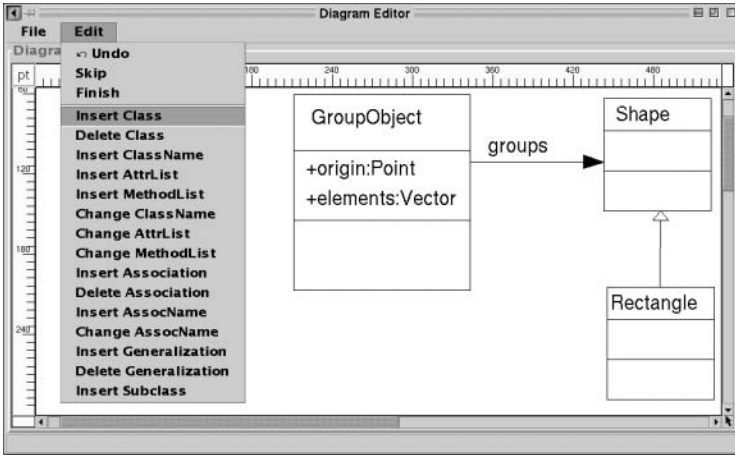 Diagram Editor
File Edit
Diagra
Undo
Skip
Finish
Insert Class
Delete Class
Insert ClassName
Insert AttrList
Insert MethodList
Change ClassName
Change AttrList
Change MethodList
Insert Association
Delete Association
Insert AssocName
Change AssocName
Insert Generalization
Delete Generalization
Insert Subclass
pt
180 240 300 360 420 480
60
120
180
240
GroupObject
+origin:Point
+elements:Vector
groups
Shape
Rectangle